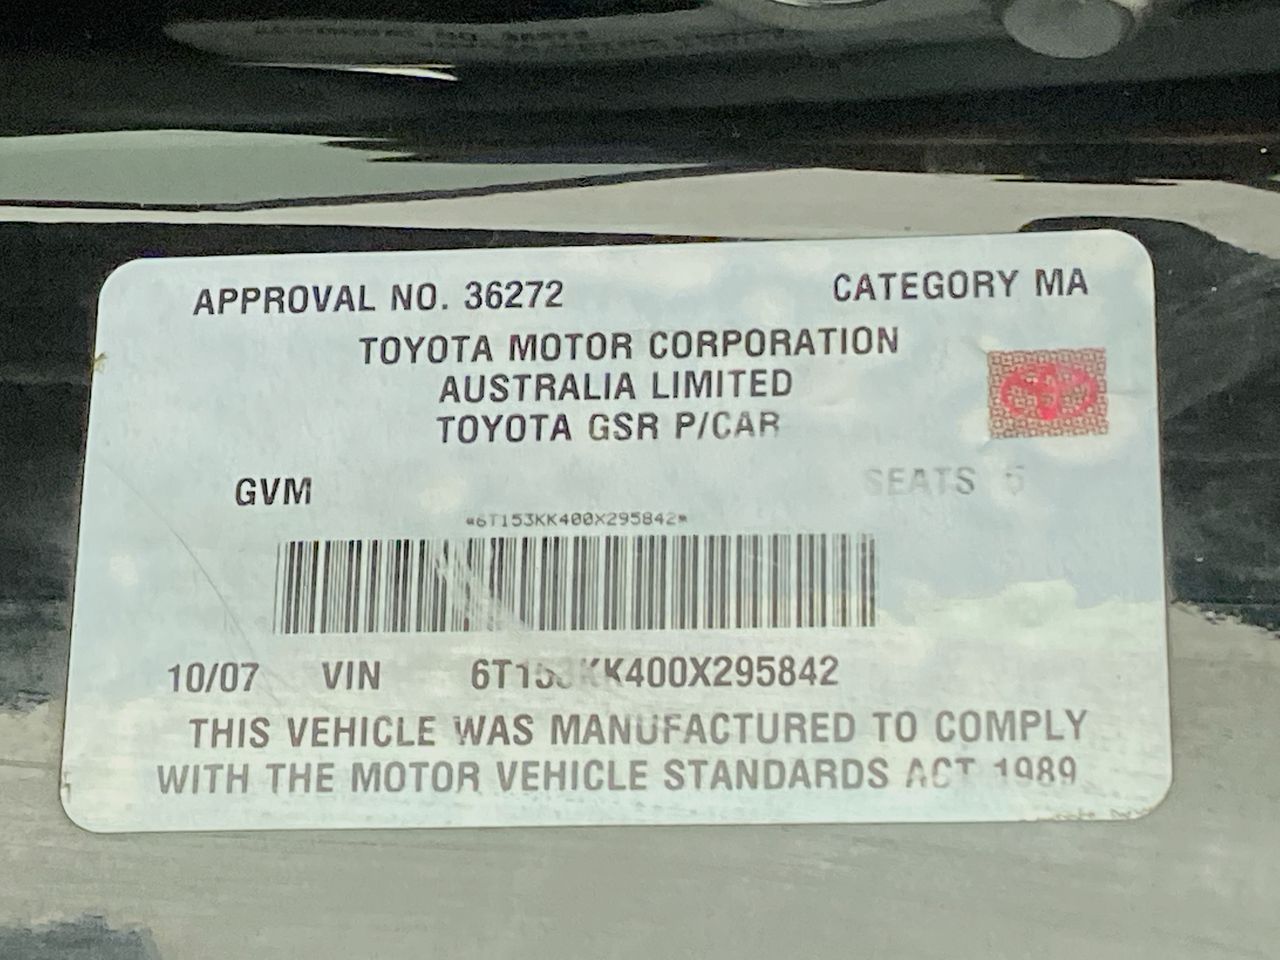 APPROVAL NO. 36272 CATEGORY MA
TOYOTA MOTOR CORPORATION
AUSTRALIA LIMITED
TOYOTA GSR P/CAR
GVM SEATS 5
*6T153KK400X295842*
10/07 VIN 6T153KK400X295842
THIS VEHICLE WAS MANUFACTURED TO COMPLY
WITH THE MOTOR VEHICLE STANDARDS ACT 1989